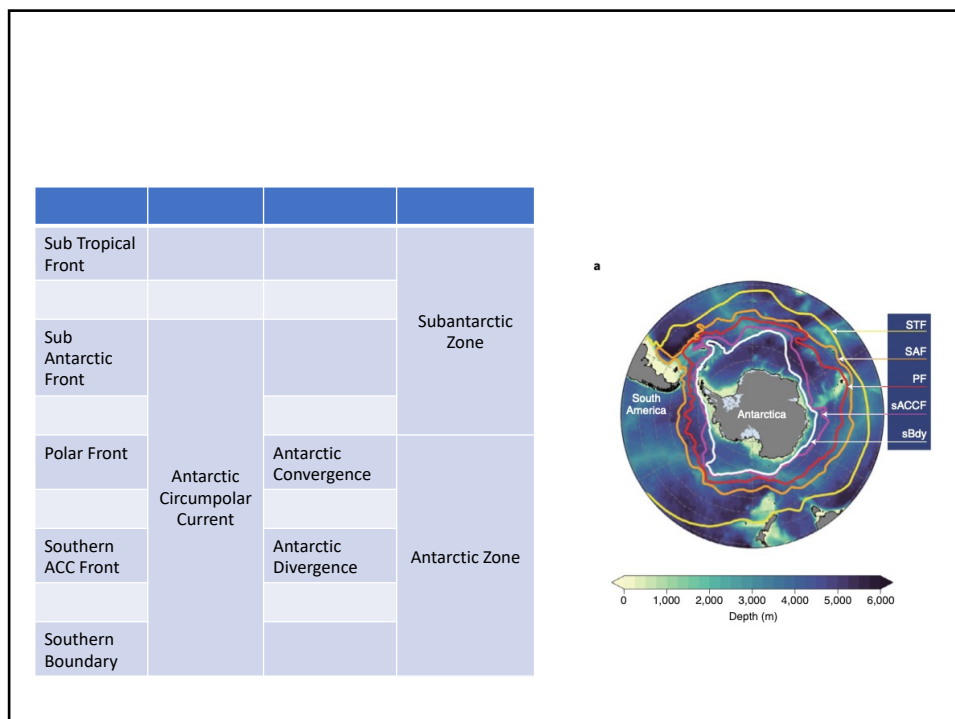 Sub Tropical
Front
Subantarctic
Zone
Sub
Antarctic
Front
Polar Front
Antarctic
Circumpolar
Current
Antarctic
Convergence
Antarctic Zone
Southern
ACC Front
Antarctic
Divergence
Southern
Boundary
a
STF
SAF
PF
sACCF
sBdy
South
America
Antarctica
0 1,000 2,000 3,000 4,000 5,000 6,000
Depth (m)